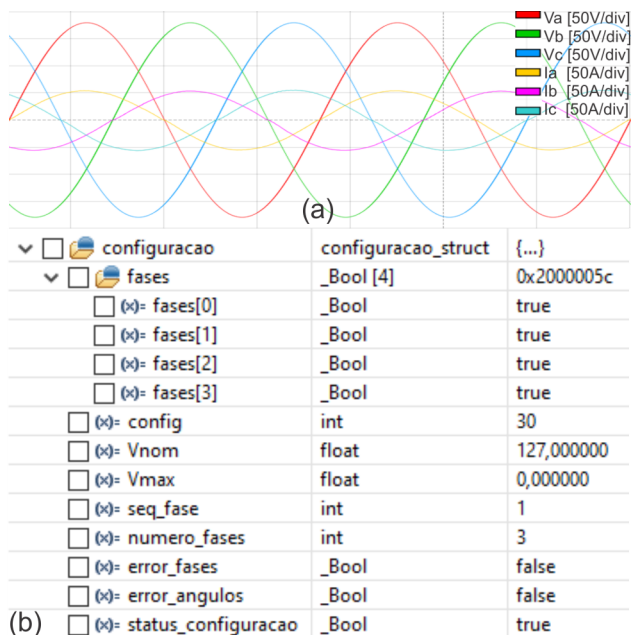 Va [50V/div]
Vb [50V/div]
Vc [50V/div]
Ia [50A/div]
Ib [50A/div]
Ic [50A/div]
(a)
configuracao configuracao_struct {...}
fases _Bool [4] 0x2000005c
(x)= fases[0] _Bool true
(x)= fases[1] _Bool true
(x)= fases[2] _Bool true
(x)= fases[3] _Bool true
(x)= config int 30
(x)= Vnom float 127,000000
(x)= Vmax float 0,000000
(x)= seq_fase int 1
(x)= numero_fases int 3
(x)= error_fases _Bool false
(x)= error_angulos _Bool false
(b) (x)= status_configuracao _Bool true